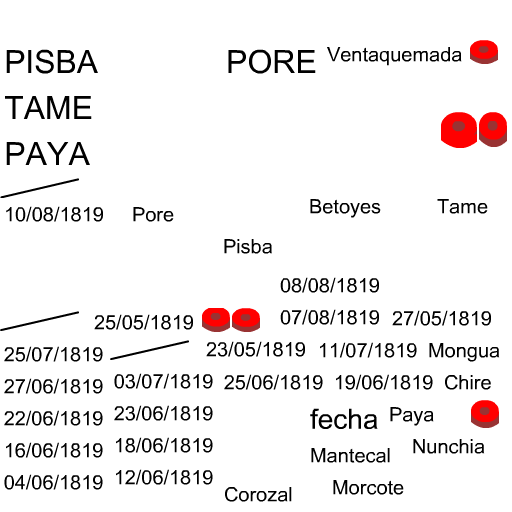 PISBA
PORE
Ventaquemada
TAME
PAYA
10/08/1819
Pore
Betoyes
Tame
Pisba
08/08/1819
25/05/1819
07/08/1819
27/05/1819
25/07/1819
23/05/1819
11/07/1819
Mongua
27/06/1819
03/07/1819
25/06/1819
19/06/1819
Chire
22/06/1819
23/06/1819
fecha
Paya
16/06/1819
18/06/1819
Mantecal
Nunchia
04/06/1819
12/06/1819
Corozal
Morcote